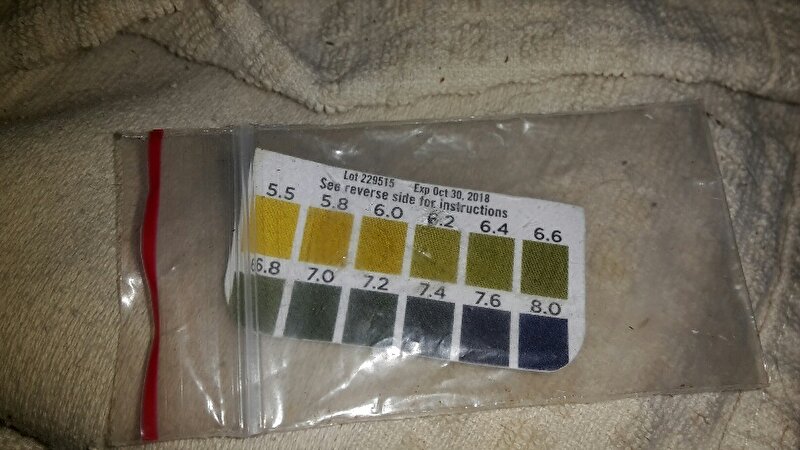 Lot 229515 Exp Oct 30, 2018
See reverse side for instructions
5.5 5.8 6.0 6.2 6.4 6.6
6.8 7.0 7.2 7.4 7.6 8.0